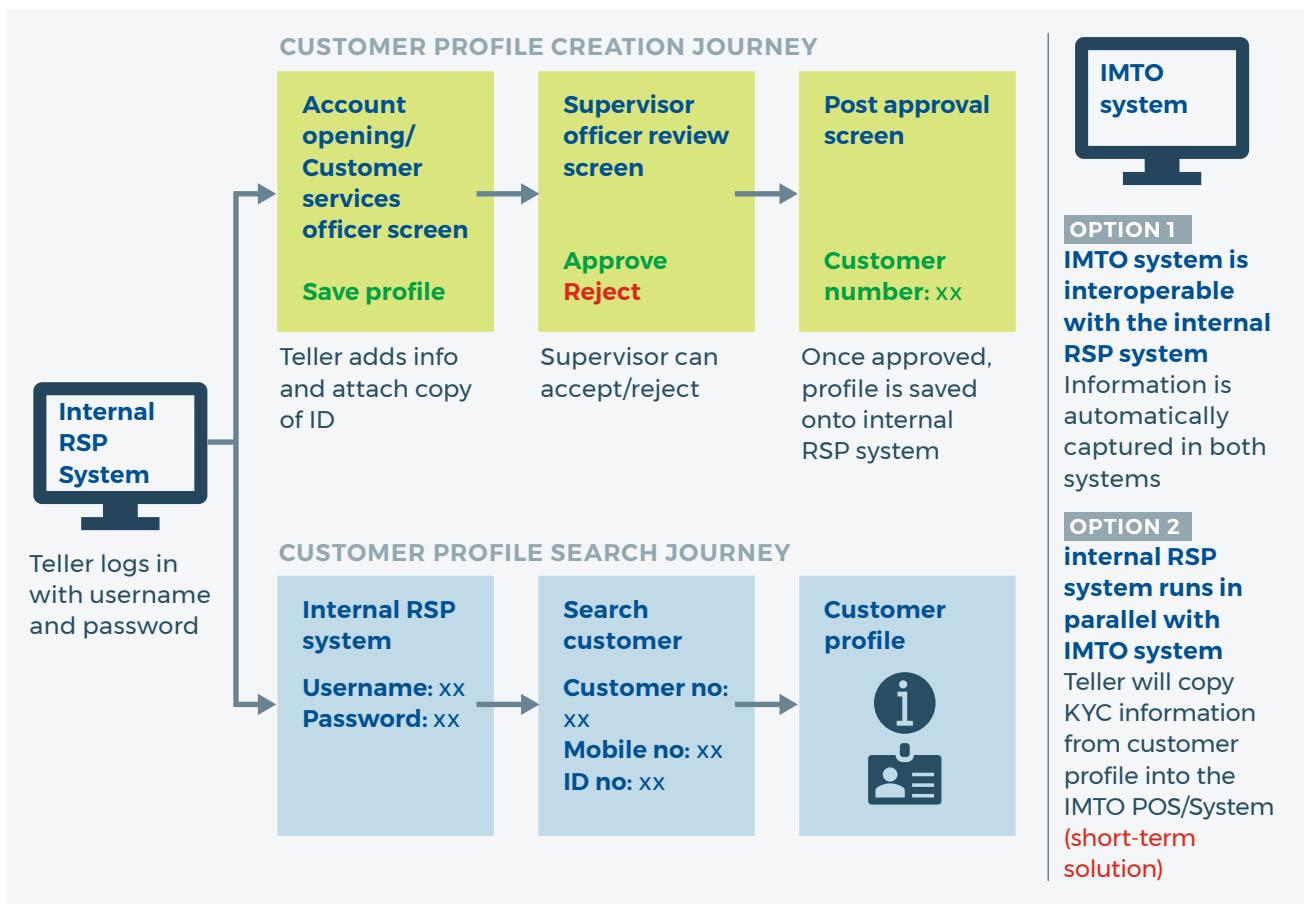 CUSTOMER PROFILE CREATION JOURNEY
Account
opening/
Customer
services
officer screen
Save profile
Teller adds info
and attach copy
of ID
Supervisor
officer review
screen
Approve
Reject
Supervisor can
accept/reject
Post approval
screen
Customer
number: xx
Once approved,
profile is saved
onto internal
RSP system
Internal
RSP
System
Teller logs in
with username
and password
CUSTOMER PROFILE SEARCH JOURNEY
Internal RSP
system
Username: xx
Password: xx
Search
customer
Customer no:
xx
Mobile no: xx
ID no: xx
Customer
profile
i
IMTO
system
OPTION 1
IMTO system is
interoperable
with the internal
RSP system
Information is
automatically
captured in both
systems
OPTION 2
internal RSP
system runs in
parallel with
IMTO system
Teller will copy
KYC information
from customer
profile into the
IMTO POS/System
(short-term
solution)